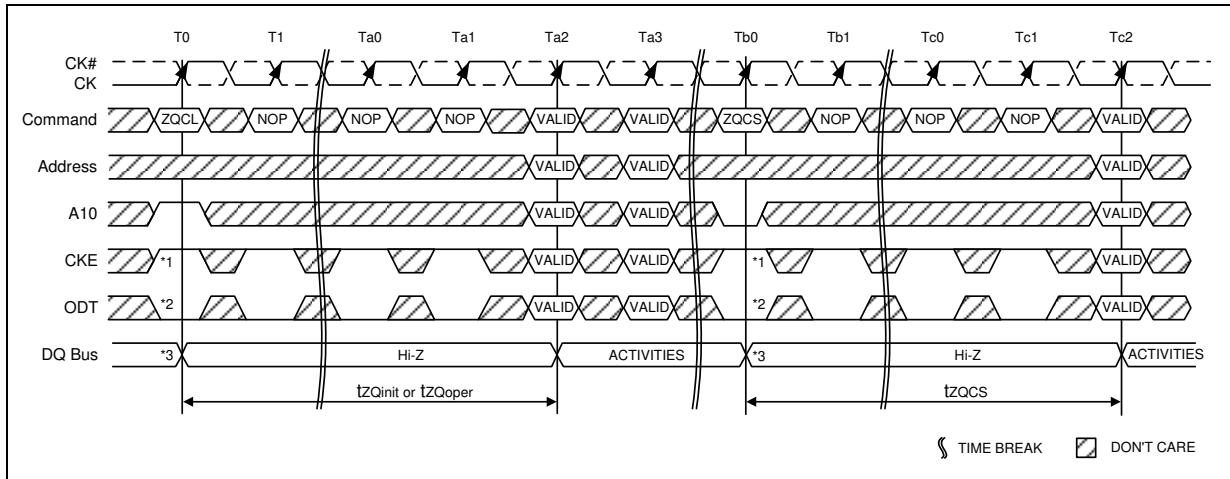 T0 T1 Ta0 Ta1 Ta2 Ta3 Tb0 Tb1 Tc0 Tc1 Tc2
CK#
CK
Command ZQCL NOP NOP NOP VALID VALID ZQCS NOP NOP NOP VALID
Address VALID VALID VALID
A10 VALID VALID VALID
CKE *1 VALID VALID *1 VALID
ODT *2 VALID VALID *2 VALID
DQ Bus *3 Hi-Z ACTIVITIES *3 Hi-Z ACTIVITIES
tZQinit or tZQoper tZQCS
TIME BREAK DON'T CARE